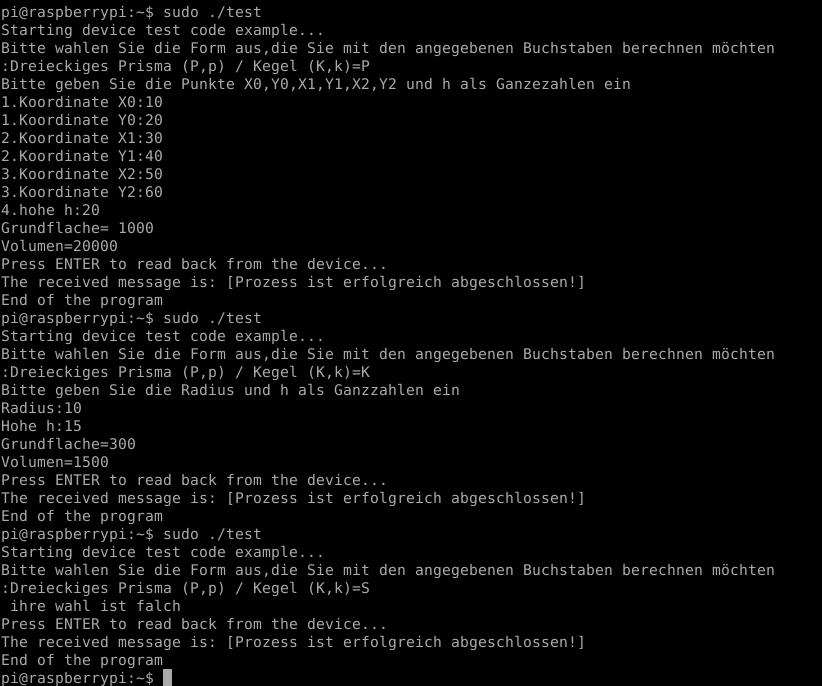 pi@raspberrypi:~$ sudo ./test
Starting device test code example...
Bitte wahlen Sie die Form aus,die Sie mit den angegebenen Buchstaben berechnen möchten
:Dreieckiges Prisma (P,p) / Kegel (K,k)=P
Bitte geben Sie die Punkte X0,Y0,X1,Y1,X2,Y2 und h als Ganzezahlen ein
1.Koordinate X0:10
1.Koordinate Y0:20
2.Koordinate X1:30
2.Koordinate Y1:40
3.Koordinate X2:50
3.Koordinate Y2:60
4.hohe h:20
Grundflache= 1000
Volumen=20000
Press ENTER to read back from the device...
The received message is: [Prozess ist erfolgreich abgeschlossen!]
End of the program
pi@raspberrypi:~$ sudo ./test
Starting device test code example...
Bitte wahlen Sie die Form aus,die Sie mit den angegebenen Buchstaben berechnen möchten
:Dreieckiges Prisma (P,p) / Kegel (K,k)=K
Bitte geben Sie die Radius und h als Ganzzahlen ein
Radius:10
Hohe h:15
Grundflache=300
Volumen=1500
Press ENTER to read back from the device...
The received message is: [Prozess ist erfolgreich abgeschlossen!]
End of the program
pi@raspberrypi:~$ sudo ./test
Starting device test code example...
Bitte wahlen Sie die Form aus,die Sie mit den angegebenen Buchstaben berechnen möchten
:Dreieckiges Prisma (P,p) / Kegel (K,k)=S
 ihre wahl ist falch
Press ENTER to read back from the device...
The received message is: [Prozess ist erfolgreich abgeschlossen!]
End of the program
pi@raspberrypi:~$